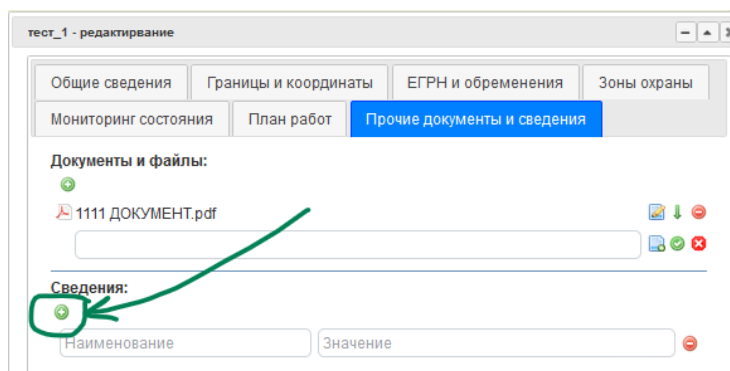 тест_1 - редактирвание
Общие сведения Границы и координаты ЕГРН и обременения Зоны охраны
Мониторинг состояния План работ Прочие документы и сведения
Документы и файлы:
1111 ДОКУМЕНТ.pdf
Сведения:
Наименование Значение